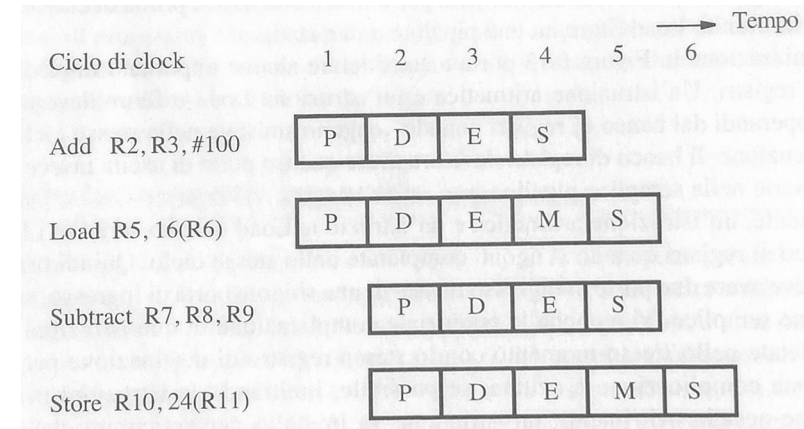 Tempo
Ciclo di clock 1 2 3 4 5 6
Add R2, R3, #100 P D E S
Load R5, 16(R6) P D E M S
Subtract R7, R8, R9 P D E S
Store R10, 24(R11) P D E M S